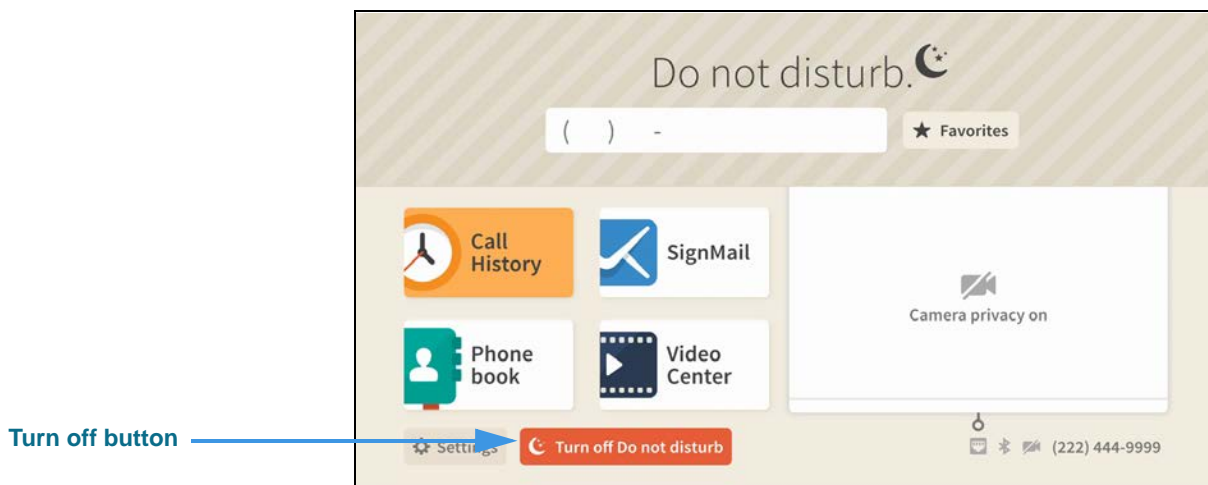 Do not disturb.
( ) -
Favorites
Call
History
SignMail
Camera privacy on
Phone
book
Video
Center
Turn off button
Settings
Turn off Do not disturb
(222) 444-9999